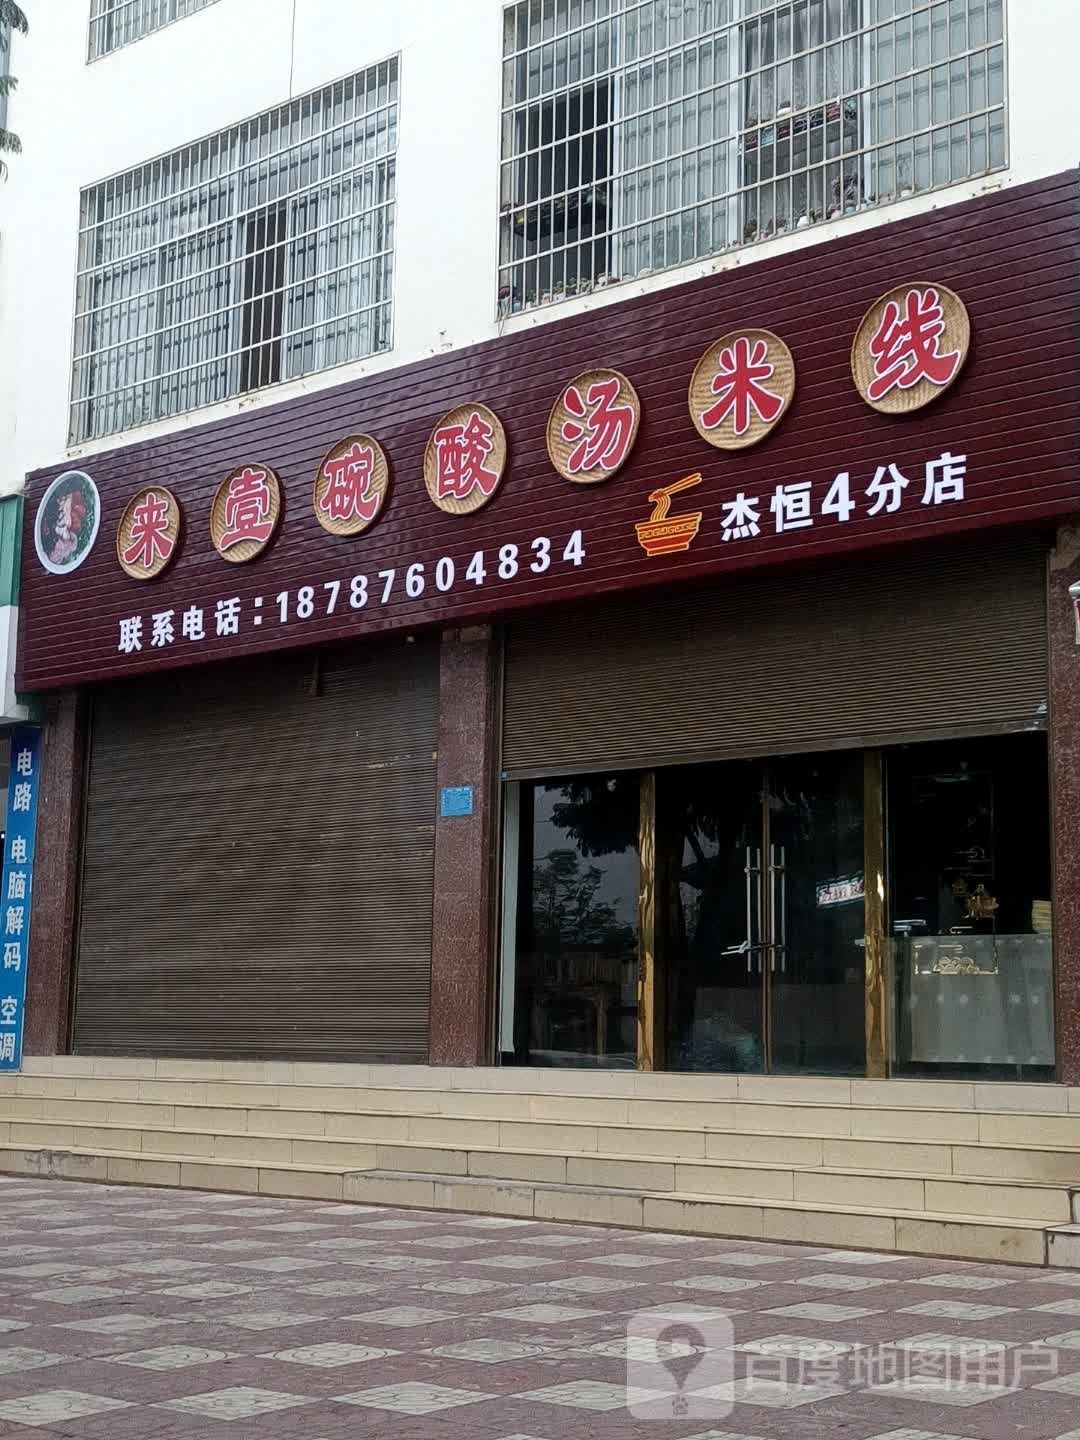 来壹碗酸汤米线
联系电话：18787604834
杰恒4分店
电路 电脑解码 空调
百度地图用户